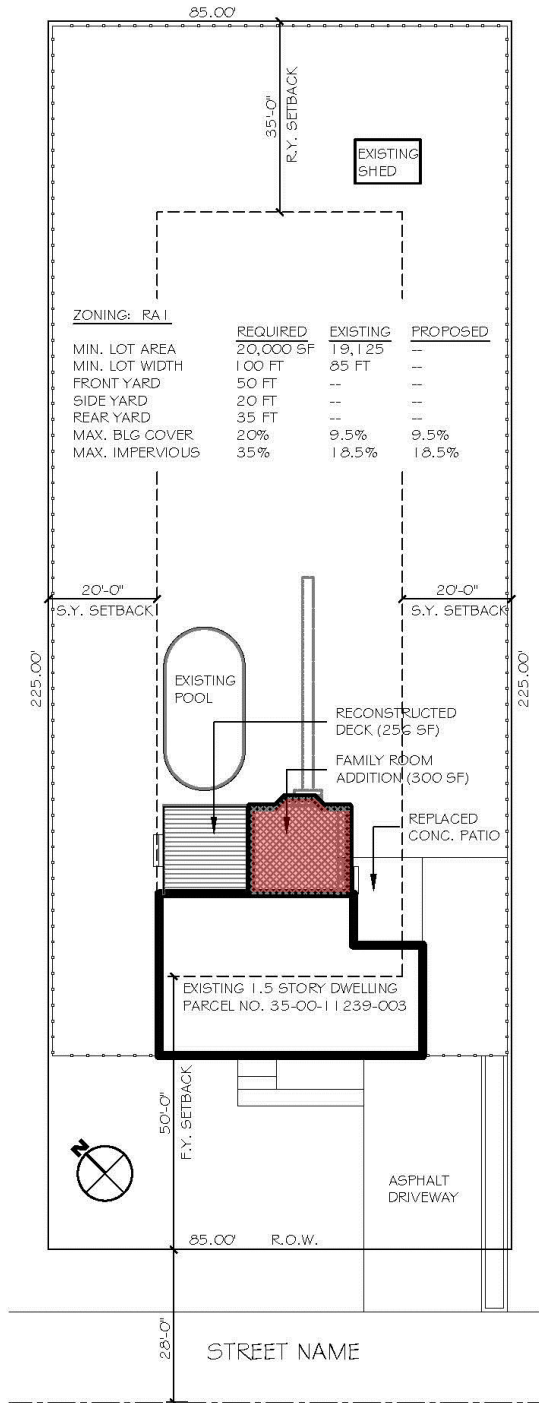 85.00'
35'-0"
R.Y. SETBACK
EXISTING
SHED
ZONING: RA1
REQUIRED EXISTING PROPOSED
MIN. LOT AREA 20,000 SF 19,125 --
MIN. LOT WIDTH 100 FT 85 FT --
FRONT YARD 50 FT -- --
SIDE YARD 20 FT -- --
REAR YARD 35 FT -- --
MAX. BLG COVER 20% 9.5% 9.5%
MAX. IMPERVIOUS 35% 18.5% 18.5%
20'-0"
S.Y. SETBACK
20'-0"
S.Y. SETBACK
225.00'
225.00'
EXISTING
POOL
RECONSTRUCTED
DECK (256 SF)
FAMILY ROOM
ADDITION (300 SF)
REPLACED
CONC. PATIO
EXISTING 1.5 STORY DWELLING
PARCEL NO. 35-00-11239-003
50'-0"
F.Y. SETBACK
N
ASPHALT
DRIVEWAY
85.00' R.O.W.
28'-0"
STREET NAME